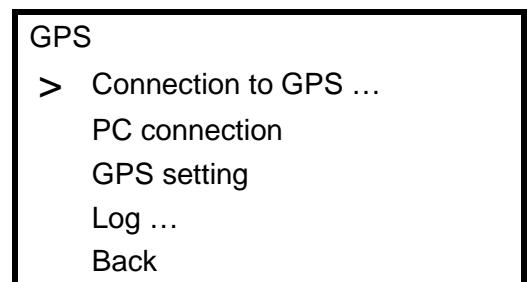 GPS
> Connection to GPS …
PC connection
GPS setting
Log …
Back